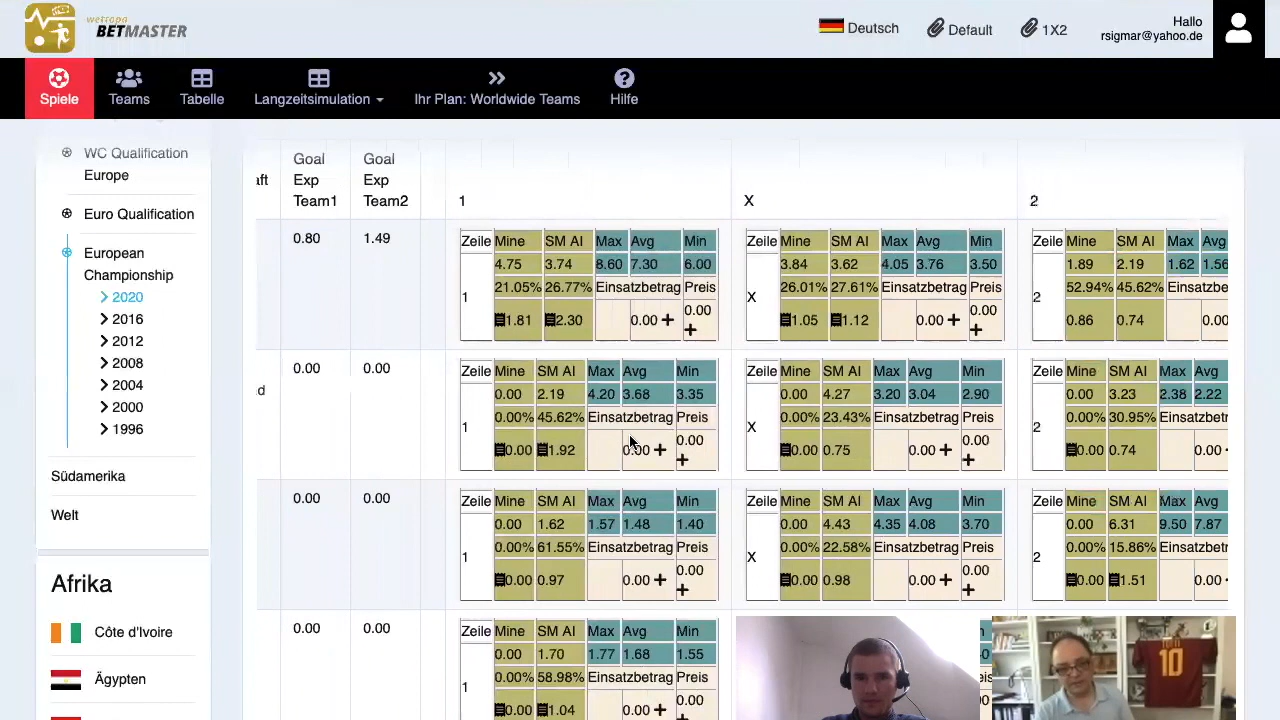 wettopa
BETMASTER
Deutsch
Default
1X2
Hallo
rsigmar@yahoo.de
Spiele
Teams
Tabelle
Langzeitsimulation
Ihr Plan: Worldwide Teams
Hilfe
WC Qualification
Europe
Euro Qualification
European
Championship
2020
2016
2012
2008
2004
2000
1996
Südamerika
Welt
Afrika
Côte d'Ivoire
Ägypten
aft
Goal Exp Team1
Goal Exp Team2
1
X
2
0.80 1.49
Zeile Mine SM AI Max Avg Min
4.75 3.74 8.60 7.30 6.00
21.05% 26.77% Einsatzbetrag Preis
1 1.81 2.30 0.00 0.00
Zeile Mine SM AI Max Avg Min
3.84 3.62 4.05 3.76 3.50
26.01% 27.61% Einsatzbetrag Preis
X 1.05 1.12 0.00 0.00
Zeile Mine SM AI Max Avg
1.89 2.19 1.62 1.56
52.94% 45.62% Einsatzbetr
2 0.86 0.74 0.00
d
0.00 0.00
Zeile Mine SM AI Max Avg Min
0.00 2.19 4.20 3.68 3.35
0.00% 45.62% Einsatzbetrag Preis
1 0.00 1.92 0.00 0.00
Zeile Mine SM AI Max Avg Min
0.00 4.27 3.20 3.04 2.90
0.00% 23.43% Einsatzbetrag Preis
X 0.00 0.75 0.00 0.00
Zeile Mine SM AI Max Avg
0.00 3.23 2.38 2.22
0.00% 30.95% Einsatzbetr
2 0.00 0.74 0.00
0.00 0.00
Zeile Mine SM AI Max Avg Min
0.00 1.62 1.57 1.48 1.40
0.00% 61.55% Einsatzbetrag Preis
1 0.00 0.97 0.00 0.00
Zeile Mine SM AI Max Avg Min
0.00 4.43 4.35 4.08 3.70
0.00% 22.58% Einsatzbetrag Preis
X 0.00 0.98 0.00 0.00
Zeile Mine SM AI Max Avg
0.00 6.31 9.50 7.87
0.00% 15.86% Einsatzbetr
2 0.00 1.51 0.00
0.00 0.00
Zeile Mine SM AI Max Avg Min
0.00 1.70 1.77 1.68 1.55
0.00% 58.98% Einsatzbetrag Preis
1 0.00 1.04 0.00 0.00
TOTTI
10